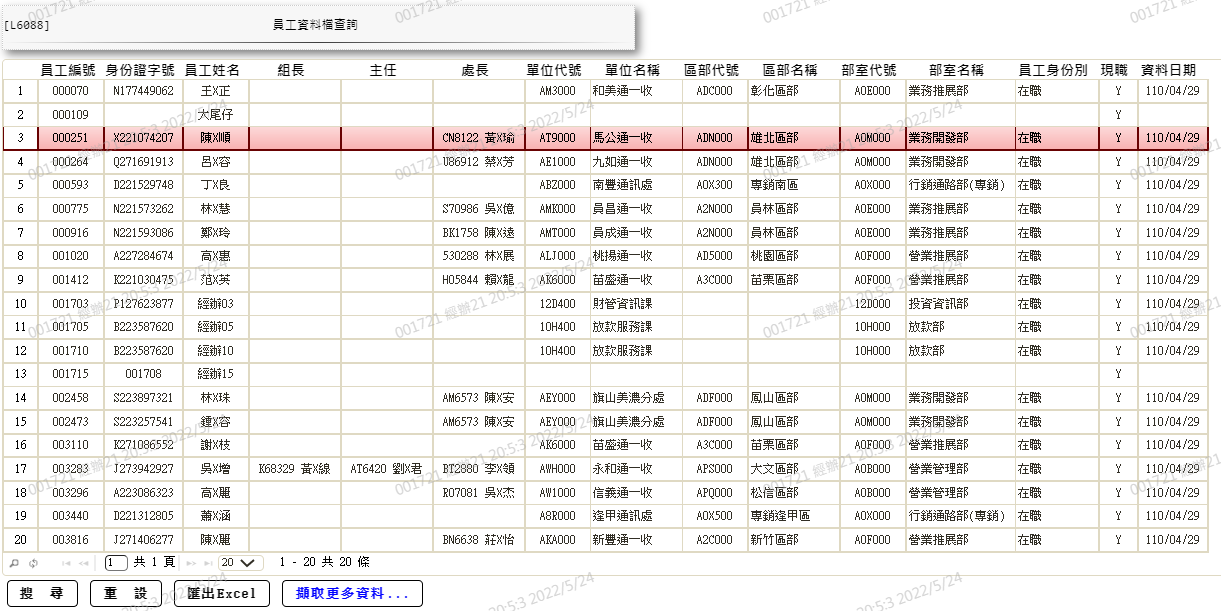 [L6088] 員工資料檔查詢
員工編號 身份證字號 員工姓名 組長 主任 處長 單位代號 單位名稱 區部代號 區部名稱 部室代號 部室名稱 員工身份別 現職 資料日期
1 000070 N177449062 王X正 AM3000 和美通一收 ADC000 彰化區部 A0E000 業務推展部 在職 Y 110/04/29
2 000109 大尾仔 Y
3 000251 X221074207 陳X順 CN8122 黃X瑜 AT9000 馬公通一收 ADN000 雄北區部 A0M000 業務開發部 在職 Y 110/04/29
4 000264 Q271691913 呂X容 U86912 蔡X芳 AE1000 九如通一收 ADN000 雄北區部 A0M000 業務開發部 在職 Y 110/04/29
5 000593 D221529748 丁X良 ABZ000 南豐通訊處 A0X300 專銷南區 A0X000 行銷通路部(專銷) 在職 Y 110/04/29
6 000775 N221573262 林X慧 S70986 吳X億 AMK000 員昌通一收 A2N000 員林區部 A0E000 業務推展部 在職 Y 110/04/29
7 000916 N221593086 鄭X玲 BK1758 陳X遠 AMT000 員成通一收 A2N000 員林區部 A0E000 業務推展部 在職 Y 110/04/29
8 001020 A227284674 高X惠 530288 林X展 ALJ000 桃揚通一收 AD5000 桃園區部 A0F000 營業推展部 在職 Y 110/04/29
9 001412 K221030475 范X英 H05844 賴X龍 AK6000 苗盛通一收 A3C000 苗栗區部 A0F000 營業推展部 在職 Y 110/04/29
10 001703 P127623877 經辦03 12D400 財管資訊課 12D000 投資資訊部 在職 Y 110/04/29
11 001705 B223587620 經辦05 10H400 放款服務課 10H000 放款部 在職 Y 110/04/29
12 001710 B223587620 經辦10 10H400 放款服務課 10H000 放款部 在職 Y 110/04/29
13 001715 001708 經辦15 Y
14 002458 S223897321 林X珠 AM6573 陳X安 AEY000 旗山美濃分處 ADF000 鳳山區部 A0M000 業務開發部 在職 Y 110/04/29
15 002473 S223257541 鍾X容 AM6573 陳X安 AEY000 旗山美濃分處 ADF000 鳳山區部 A0M000 業務開發部 在職 Y 110/04/29
16 003110 K271086552 謝X枝 AK6000 苗盛通一收 A3C000 苗栗區部 A0F000 營業推展部 在職 Y 110/04/29
17 003283 J273942927 吳X增 K68329 黃X線 AT6420 劉X君 BT2880 李X領 AWH000 永和通一收 APS000 大文區部 A0B000 營業管理部 在職 Y 110/04/29
18 003296 A223086323 高X麗 R07081 吳X杰 AW1000 信義通一收 APQ000 松信區部 A0B000 營業管理部 在職 Y 110/04/29
19 003440 D221312805 蕭X涵 A8R000 逢甲通訊處 A0X500 專銷逢甲區 A0X000 行銷通路部(專銷) 在職 Y 110/04/29
20 003816 J271406277 陳X麗 BN6638 莊X怡 AKA000 新豐通一收 A2C000 新竹區部 A0F000 營業推展部 在職 Y 110/04/29
1 共 1 頁 20 1 - 20 共 20 條
搜 尋 重 設 匯出Excel 擷取更多資料...
001721 經辦21 20:5:3 2022/5/24